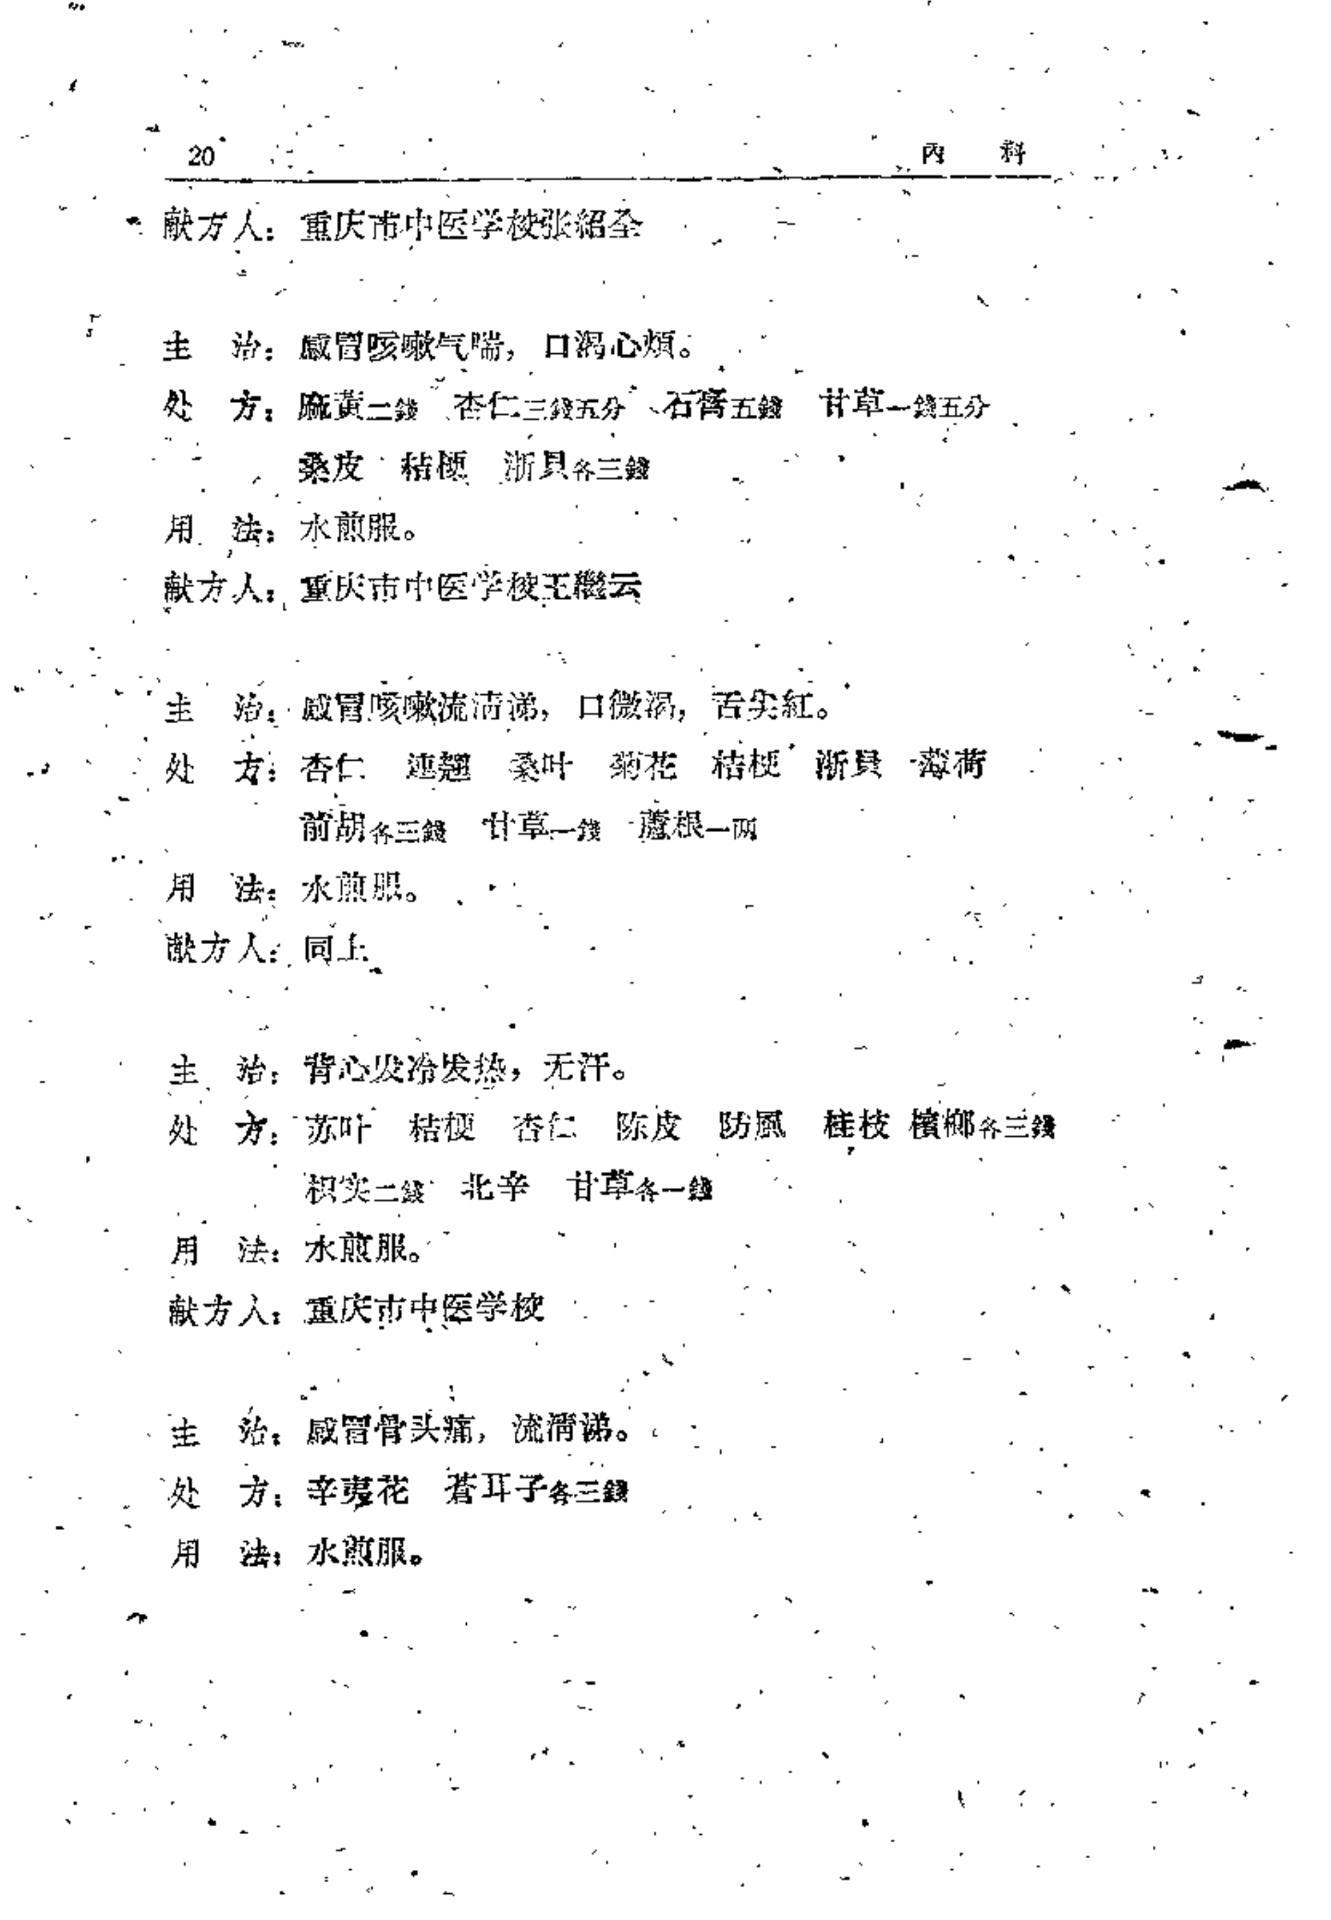 20 內　科
献方人：重庆市中医学校张紹全
主　治：感冒咳嗽气喘，口渴心煩。
处　方：麻黃二錢　杏仁三錢五分　石膏五錢　甘草一錢五分
桑皮　桔梗　浙貝各三錢
用　法：水煎服。
献方人：重庆市中医学校王繼云
主　治：感冒咳嗽流清涕，口微渴，舌尖紅。
处　方：杏仁　連翹　桑叶　菊花　桔梗　浙貝　薄荷
前胡各三錢　甘草一錢　蘆根一兩
用　法：水煎服。
献方人：同上
主　治：背心发冷发热，无汗。
处　方：苏叶　桔梗　杏仁　陈皮　防風　桂枝　檳榔各三錢
枳实二錢　北辛　甘草各一錢
用　法：水煎服。
献方人：重庆市中医学校
主　治：感冒骨头痛，流清涕。
处　方：辛夷花　蒼耳子各三錢
用　法：水煎服。